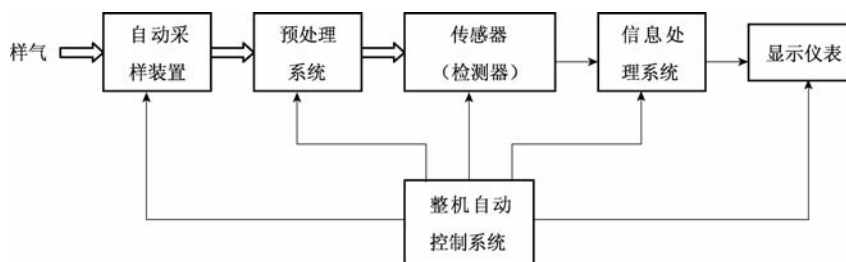 样气
自动采
样装置
预处理
系统
传感器
（检测器）
信息处
理系统
显示仪表
整机自动
控制系统